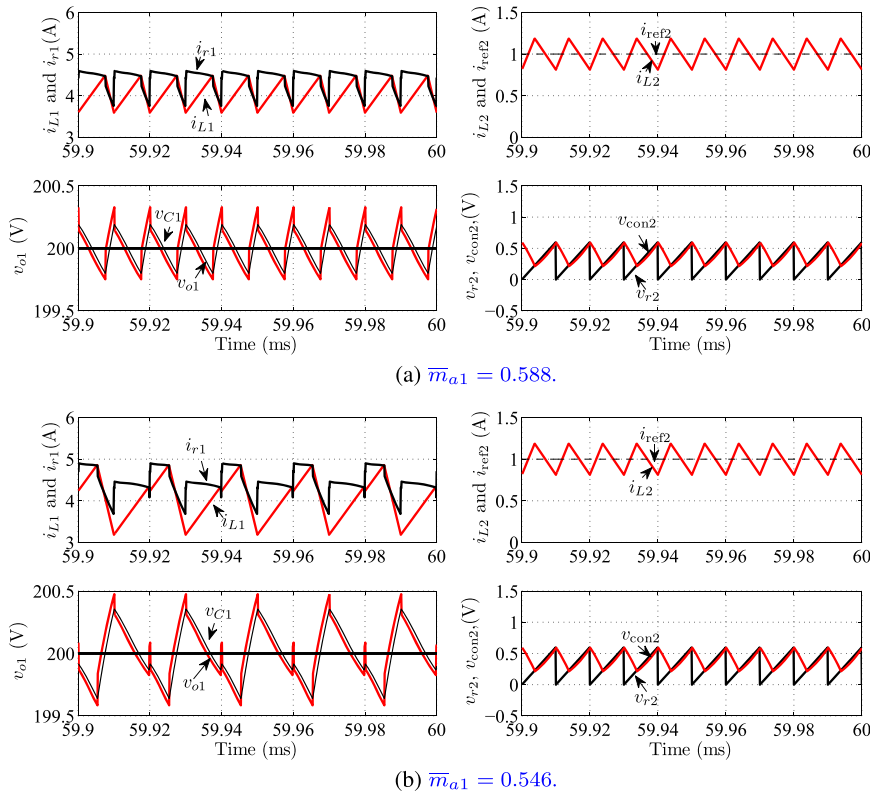 i_{L1} and i_{r1}(A)
6
5
4
3
i_{r1}
i_{L1}
59.9 59.92 59.94 59.96 59.98 60
i_{L2} and i_{ref2} (A)
1.5
1
0.5
0
i_{ref2}
i_{L2}
59.9 59.92 59.94 59.96 59.98 60
v_{o1} (V)
200.5
200
199.5
v_{C1}
v_{o1}
59.9 59.92 59.94 59.96 59.98 60
Time (ms)
v_{r2}, v_{con2},(V)
1.5
1
0.5
0
−0.5
v_{con2}
v_{r2}
59.9 59.92 59.94 59.96 59.98 60
Time (ms)
(a) \overline{m}_{a1} = 0.588.
i_{L1} and i_{r1}(A)
6
5
4
3
i_{r1}
i_{L1}
59.9 59.92 59.94 59.96 59.98 60
i_{L2} and i_{ref2} (A)
1.5
1
0.5
0
i_{ref2}
i_{L2}
59.9 59.92 59.94 59.96 59.98 60
v_{o1} (V)
200.5
200
199.5
v_{C1}
v_{o1}
59.9 59.92 59.94 59.96 59.98 60
Time (ms)
v_{r2}, v_{con2},(V)
1.5
1
0.5
0
−0.5
v_{con2}
v_{r2}
59.9 59.92 59.94 59.96 59.98 60
Time (ms)
(b) \overline{m}_{a1} = 0.546.